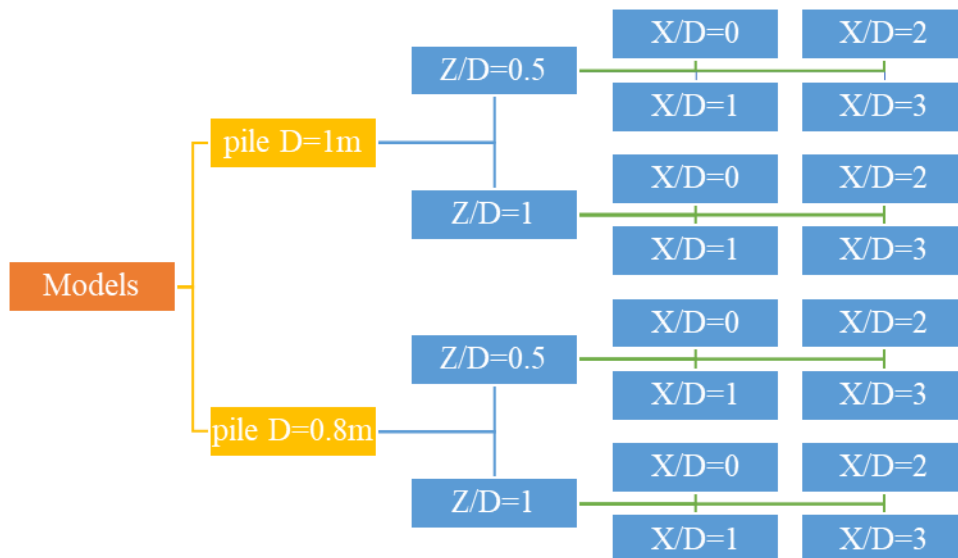 X/D=0
X/D=2
Z/D=0.5
X/D=1
X/D=3
pile D=1m
X/D=0
X/D=2
Z/D=1
X/D=1
X/D=3
Models
X/D=0
X/D=2
Z/D=0.5
X/D=1
X/D=3
pile D=0.8m
X/D=0
X/D=2
Z/D=1
X/D=1
X/D=3